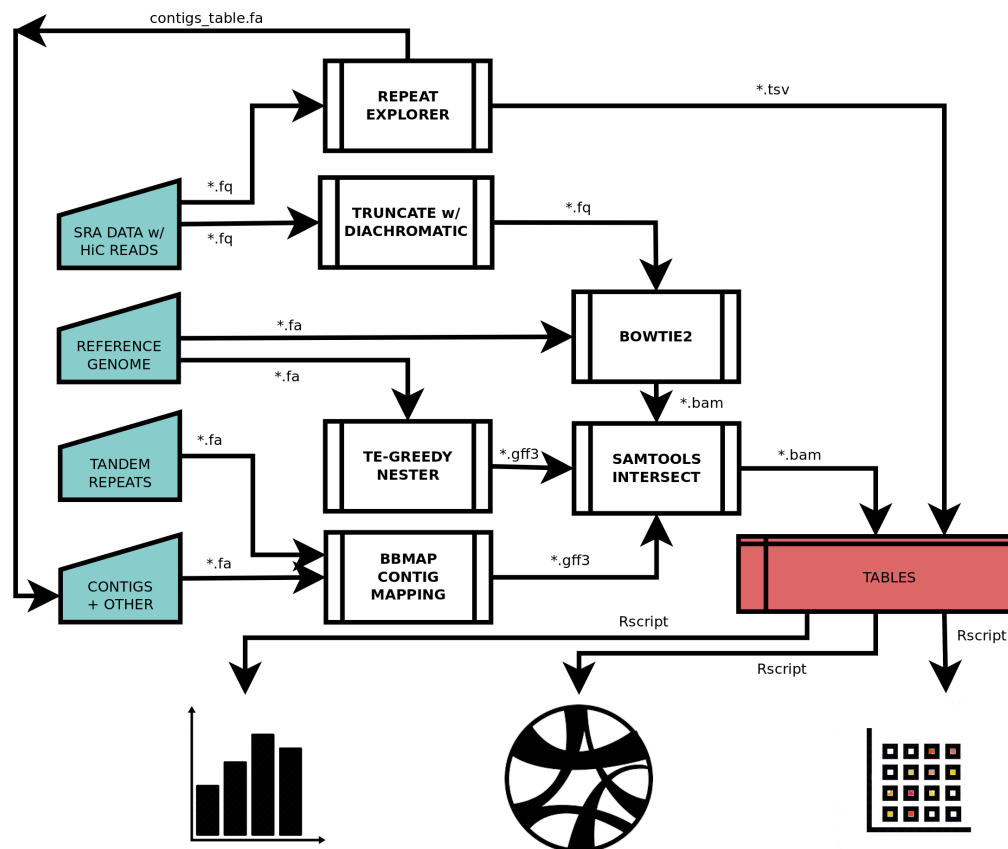 contigs_table.fa
REPEAT
EXPLORER
*.tsv
*.fq
SRA DATA w/
HiC READS
*.fq
TRUNCATE w/
DIACHROMATIC
*.fq
REFERENCE
GENOME
*.fa
*.fa
BOWTIE2
*.bam
TANDEM
REPEATS
*.fa
TE-GREEDY
NESTER
*.gff3
SAMTOOLS
INTERSECT
*.bam
CONTIGS
+ OTHER
*.fa
BBMAP
CONTIG
MAPPING
*.gff3
TABLES
Rscript
Rscript
Rscript